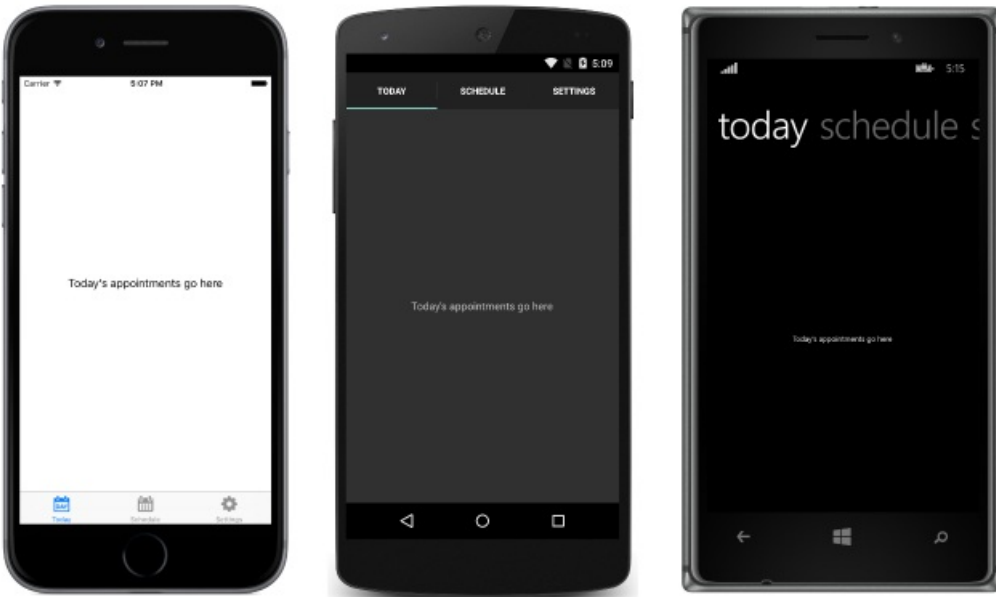 Carrier 5:07 PM
Today's appointments go here
Today Schedule Settings
5:09
TODAY SCHEDULE SETTINGS
Today's appointments go here
5:15
today schedule s
Today's appointments go here